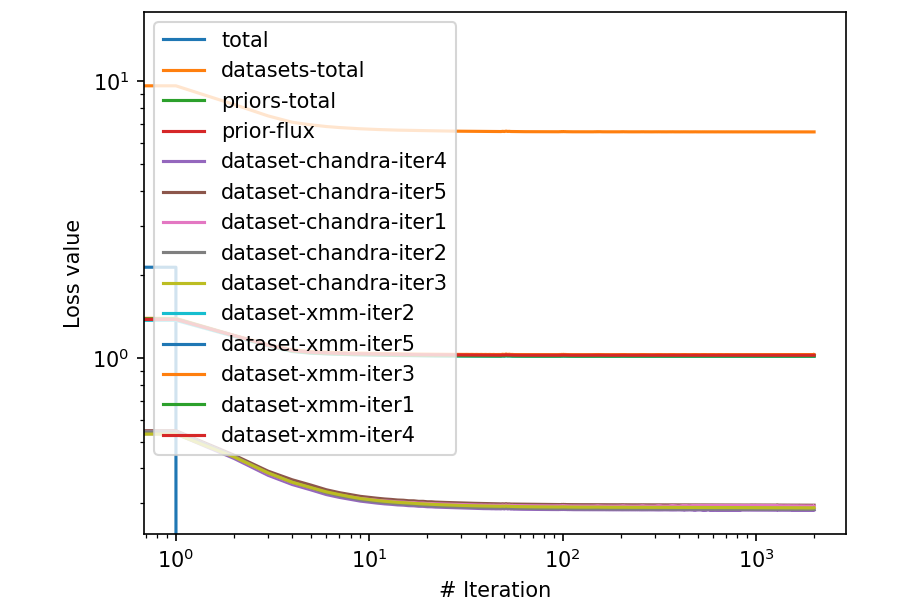 total
datasets-total
priors-total
prior-flux
dataset-chandra-iter4
dataset-chandra-iter5
dataset-chandra-iter1
dataset-chandra-iter2
dataset-chandra-iter3
dataset-xmm-iter2
dataset-xmm-iter5
dataset-xmm-iter3
dataset-xmm-iter1
dataset-xmm-iter4
Loss value
10¹
10⁰
10⁰ 10¹ 10² 10³
# Iteration